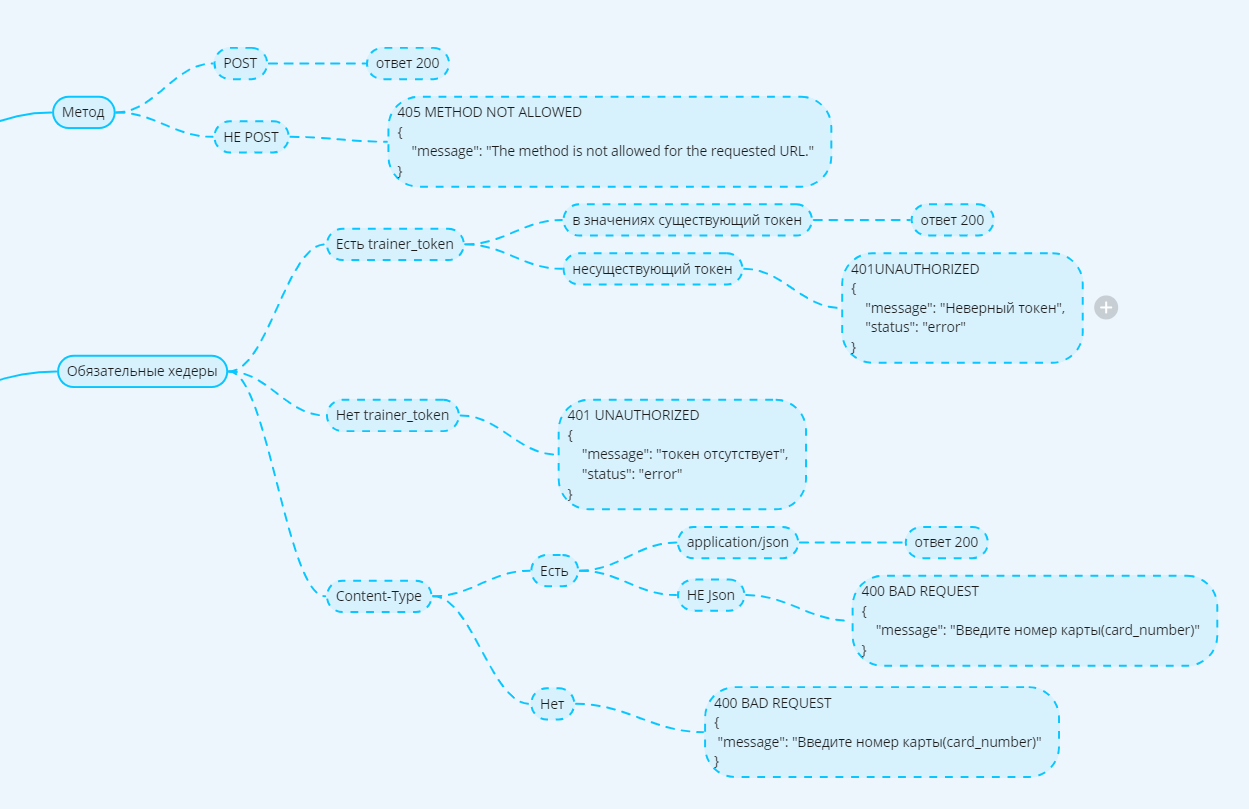 POST
ответ 200
Метод
НЕ POST
405 METHOD NOT ALLOWED
{
"message": "The method is not allowed for the requested URL."
}
Обязательные хедеры
Есть trainer_token
в значениях существующий токен
ответ 200
несуществующий токен
401UNAUTHORIZED
{
"message": "Неверный токен",
"status": "error"
}
Нет trainer_token
401 UNAUTHORIZED
{
"message": "токен отсутствует",
"status": "error"
}
Content-Type
Есть
application/json
ответ 200
НЕ Json
400 BAD REQUEST
{
"message": "Введите номер карты(card_number)"
}
Нет
400 BAD REQUEST
{
"message": "Введите номер карты(card_number)"
}